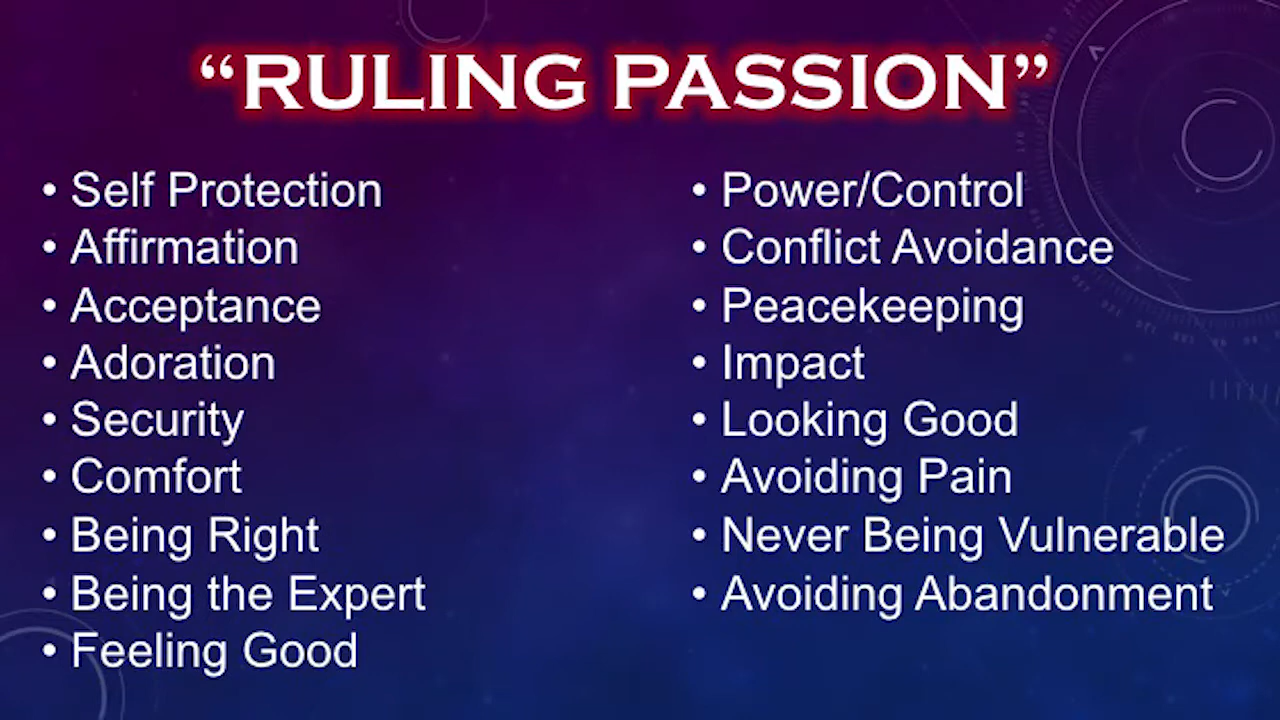 “RULING PASSION”
• Self Protection
• Affirmation
• Acceptance
• Adoration
• Security
• Comfort
• Being Right
• Being the Expert
• Feeling Good
• Power/Control
• Conflict Avoidance
• Peacekeeping
• Impact
• Looking Good
• Avoiding Pain
• Never Being Vulnerable
• Avoiding Abandonment